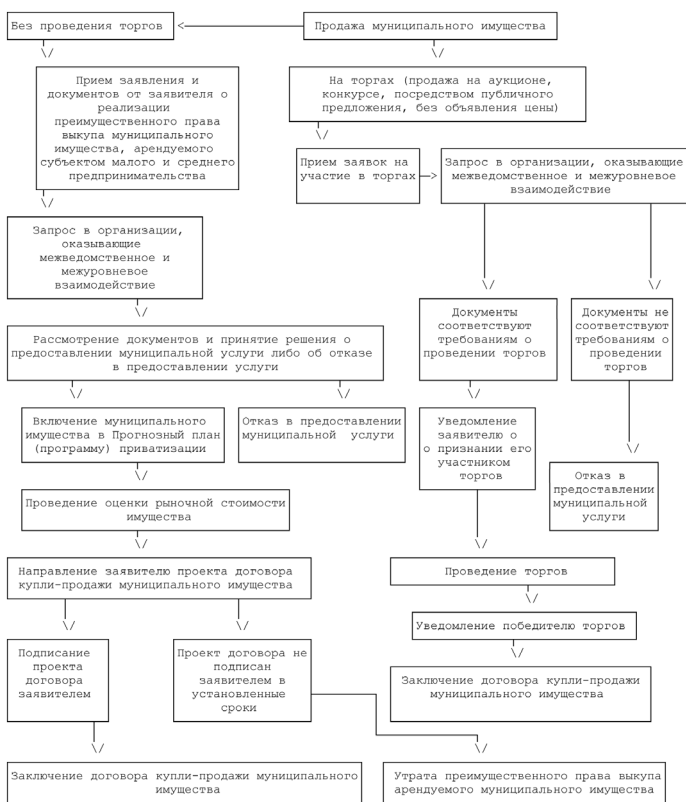 Без проведения торгов
Продажа муниципального имущества
Прием заявления и
документов от заявителя о
реализации
преимущественного права
выкупа муниципального
имущества, арендуемого
субъектом малого и среднего
предпринимательства
На торгах (продажа на аукционе,
конкурсе, посредством публичного
предложения, без объявления цены)
Прием заявок на
участие в торгах
Запрос в организации, оказывающие
межведомственное и межуровневое
взаимодействие
Запрос в организации,
оказывающие
межведомственное и
межуровневое
взаимодействие
Документы
соответствуют
требованиям о
проведении торгов
Документы не
соответствуют
требованиям о
проведении
торгов
Рассмотрение документов и принятие решения о
предоставлении муниципальной услуги либо об отказе
в предоставлении услуги
Включение муниципального
имущества в Прогнозный план
(программу) приватизации
Отказ в предоставлении
муниципальной услуги
Уведомление
заявителю о
о признании его
участником
торгов
Отказ в
предоставлении
муниципальной
услуги
Проведение оценки рыночной стоимости
имущества
Направление заявителю проекта договора
купли-продажи муниципального имущества
Проведение торгов
Уведомление победителю торгов
Подписание
проекта
договора
заявителем
Проект договора не
подписан
заявителем в
установленные
сроки
Заключение договора купли-продажи
муниципального имущества
Заключение договора купли-продажи муниципального
имущества
Утрата преимущественного права выкупа
арендуемого муниципального имущества